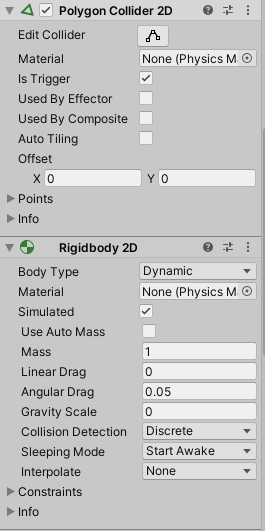 Polygon Collider 2D
Edit Collider
Material None (Physics M
Is Trigger
Used By Effector
Used By Composite
Auto Tiling
Offset
X 0 Y 0
Points
Info
Rigidbody 2D
Body Type Dynamic
Material None (Physics M
Simulated
Use Auto Mass
Mass 1
Linear Drag 0
Angular Drag 0.05
Gravity Scale 0
Collision Detection Discrete
Sleeping Mode Start Awake
Interpolate None
Constraints
Info